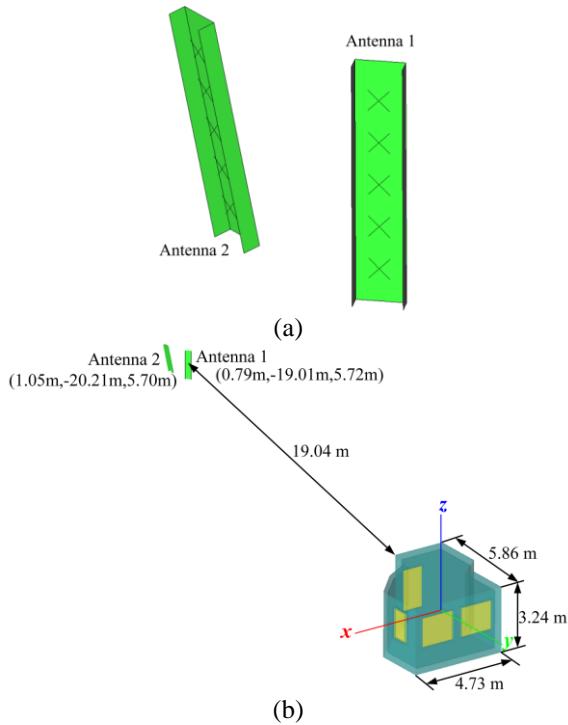 Antenna 1
Antenna 2
(a)
Antenna 2
Antenna 1
(1.05m,-20.21m,5.70m)
(0.79m,-19.01m,5.72m)
19.04 m
z
5.86 m
3.24 m
x
y
4.73 m
(b)